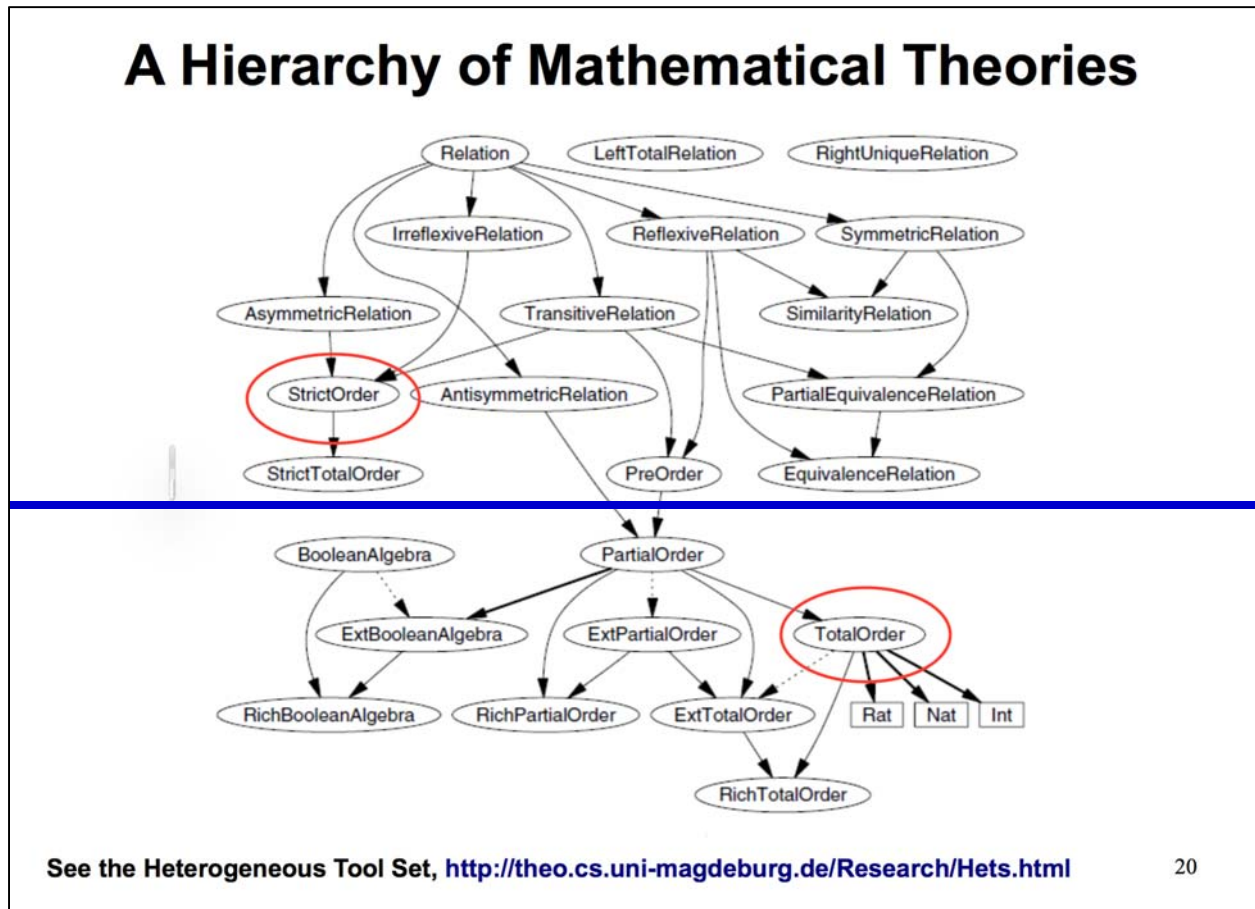 A Hierarchy of Mathematical Theories
Relation LeftTotalRelation RightUniqueRelation
IrreflexiveRelation ReflexiveRelation SymmetricRelation
AsymmetricRelation TransitiveRelation SimilarityRelation
StrictOrder AntisymmetricRelation PartialEquivalenceRelation
StrictTotalOrder PreOrder EquivalenceRelation
BooleanAlgebra PartialOrder
ExtBooleanAlgebra ExtPartialOrder TotalOrder
RichBooleanAlgebra RichPartialOrder ExtTotalOrder Rat Nat Int
RichTotalOrder
See the Heterogeneous Tool Set, http://theo.cs.uni-magdeburg.de/Research/Hets.html 20